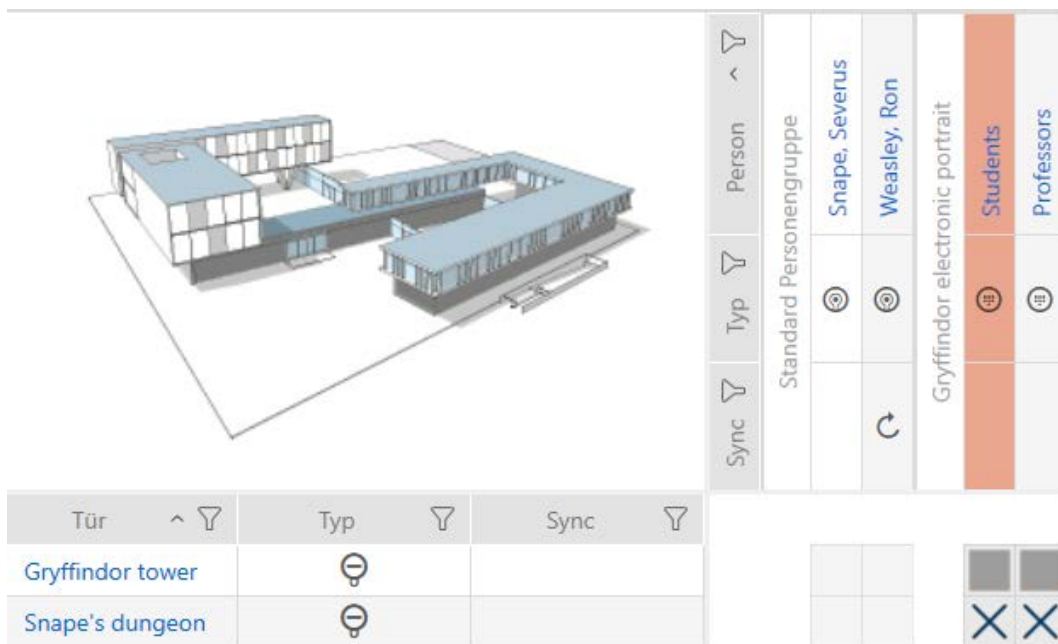 Person
Typ
Sync
Standard Personengruppe
Snape, Severus
Weasley, Ron
Gryffindor electronic portrait
Students
Professors
Tür Typ Sync
Gryffindor tower
Snape's dungeon